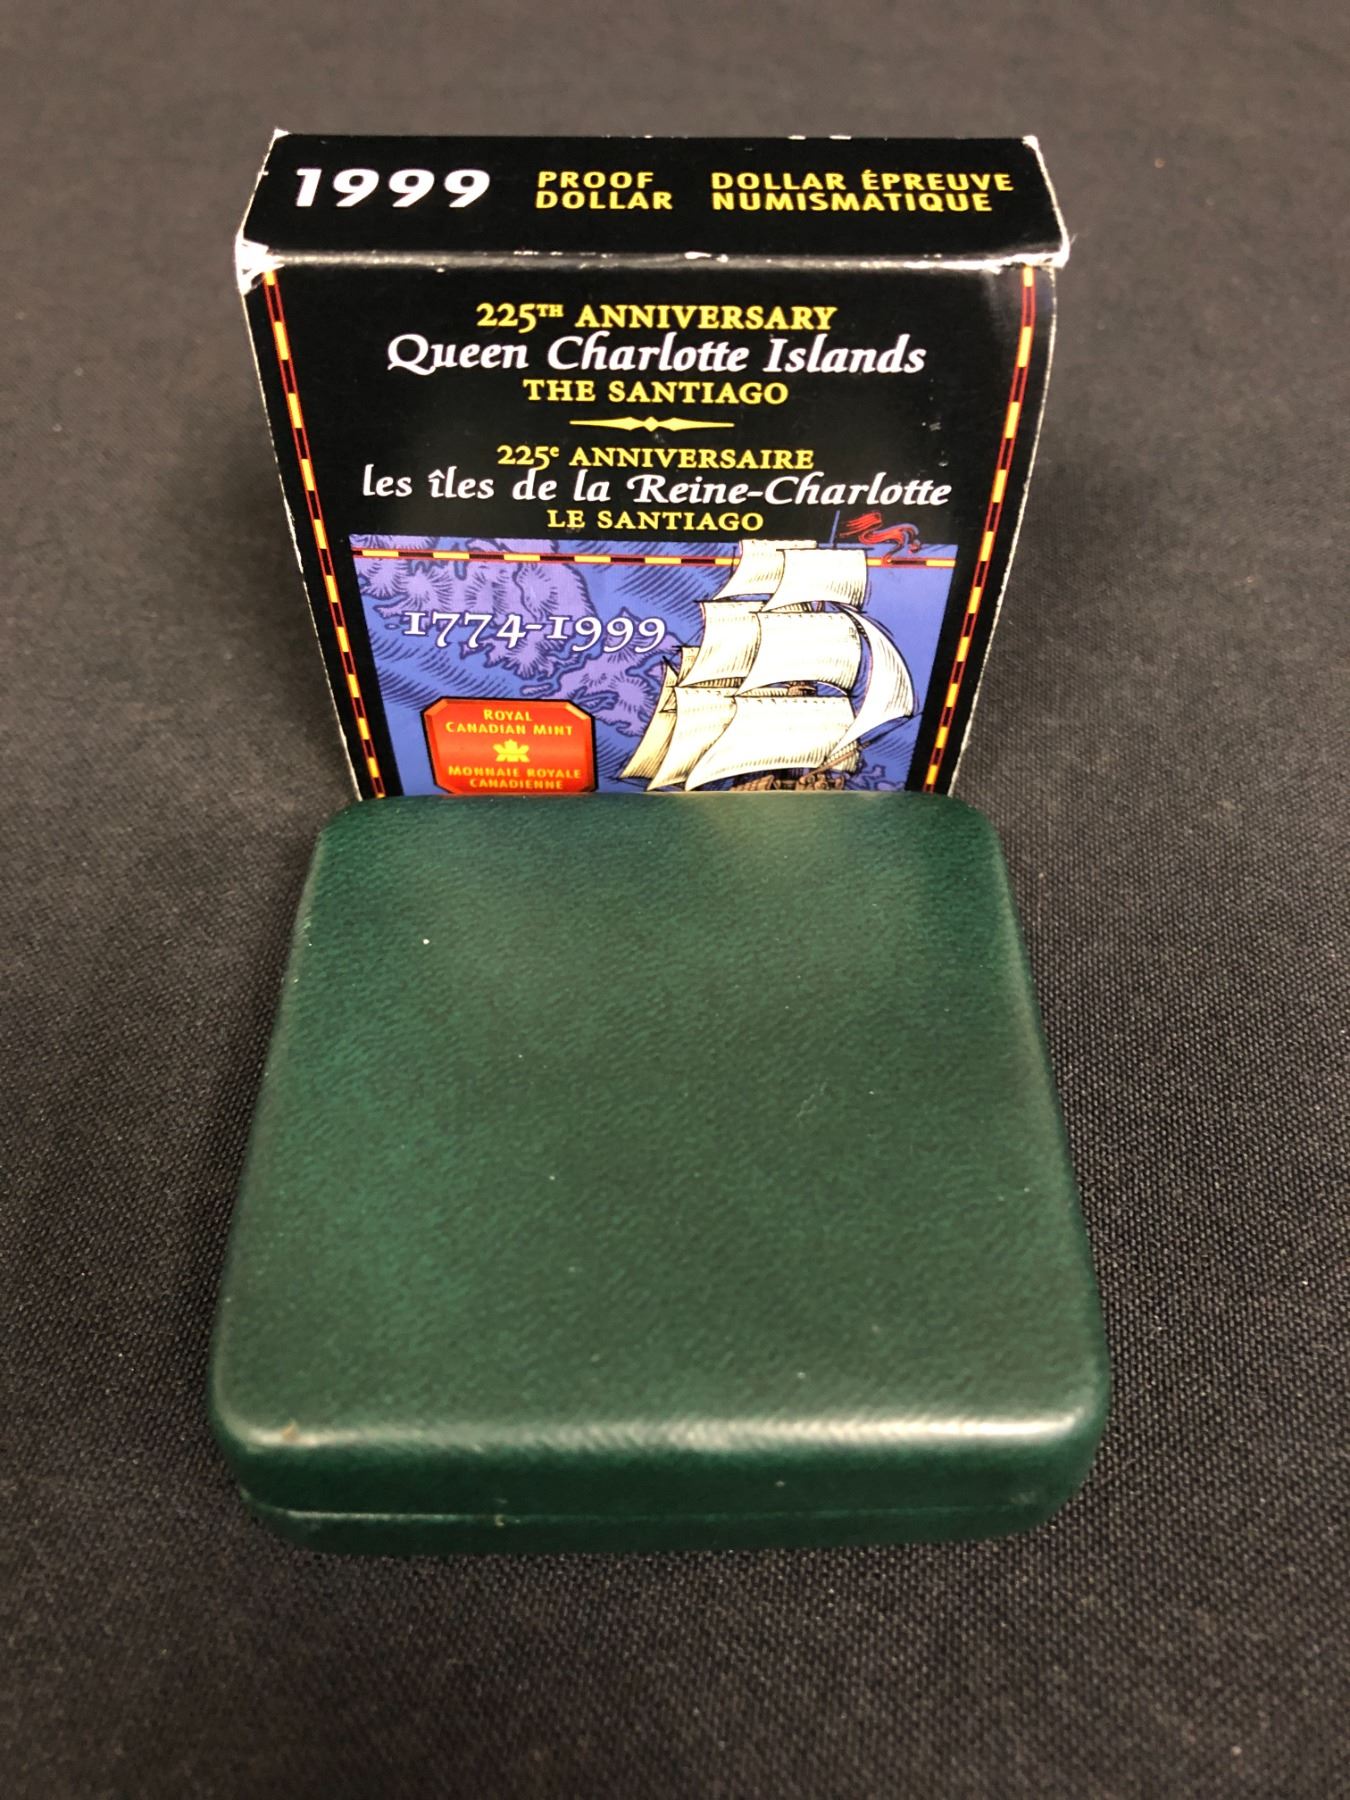 1999 PROOF DOLLAR ÉPREUVE
DOLLAR NUMISMATIQUE
225TH ANNIVERSARY
Queen Charlotte Islands
THE SANTIAGO
225e ANNIVERSAIRE
les îles de la Reine-Charlotte
LE SANTIAGO
1774-1999
ROYAL
CANADIAN MINT
MONNAIE ROYALE
CANADIENNE